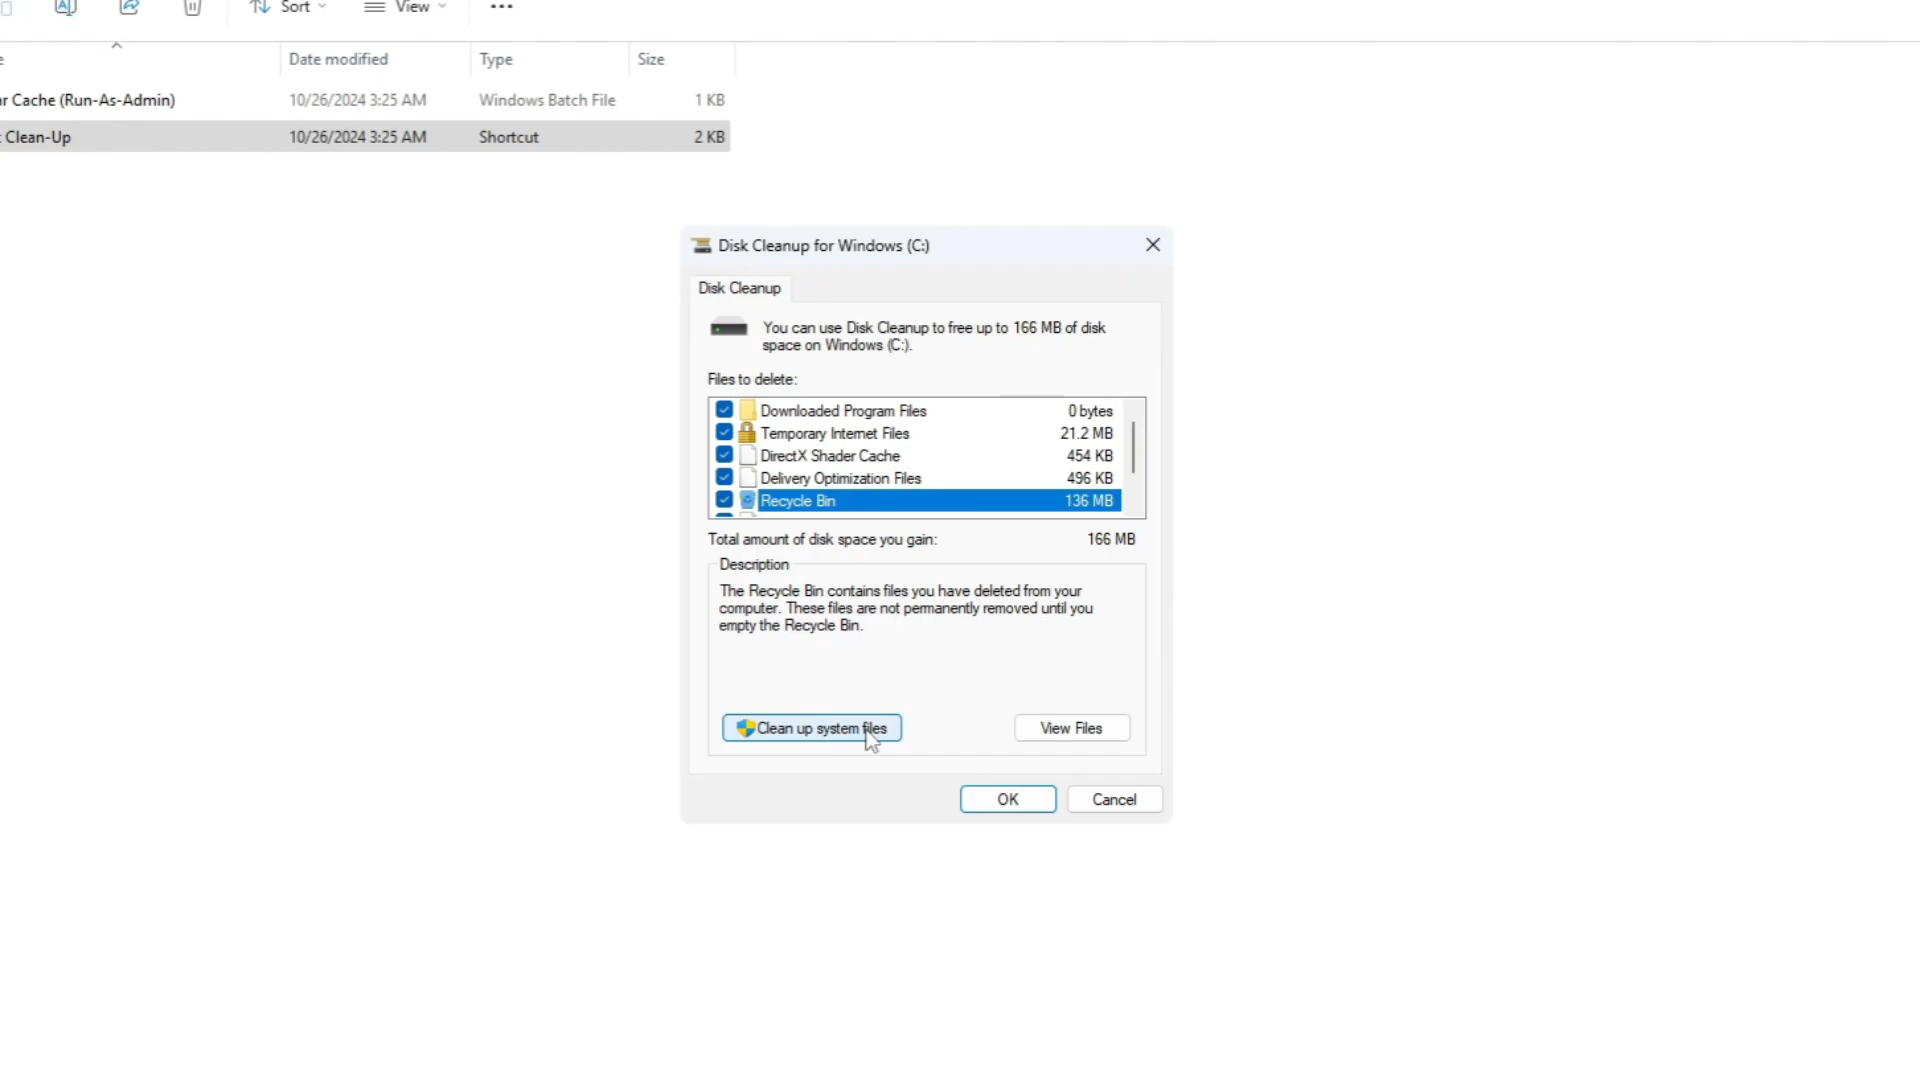 Sort
View
Date modified
Type
Size
Cache (Run-As-Admin)
10/26/2024 3:25 AM
Windows Batch File
1 KB
Clean-Up
10/26/2024 3:25 AM
Shortcut
2 KB
Disk Cleanup for Windows (C:)
Disk Cleanup
You can use Disk Cleanup to free up to 166 MB of disk
space on Windows (C:).
Files to delete:
Downloaded Program Files 0 bytes
Temporary Internet Files 21.2 MB
DirectX Shader Cache 454 KB
Delivery Optimization Files 496 KB
Recycle Bin 136 MB
Total amount of disk space you gain: 166 MB
Description
The Recycle Bin contains files you have deleted from your
computer. These files are not permanently removed until you
empty the Recycle Bin.
Clean up system files
View Files
OK
Cancel